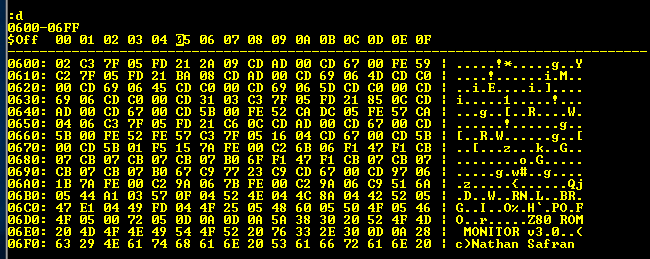 :d
0600-06FF
$Off 00 01 02 03 04 05 06 07 08 09 0A 0B 0C 0D 0E 0F
0600: 02 C3 7F 05 FD 21 2A 09 CD AD 00 CD 67 00 FE 59 ¦ .....!*.....g..Y
0610: C2 7F 05 FD 21 BA 08 CD AD 00 CD 69 06 4D CD C0 ¦ ....!......i.M..
0620: 00 CD 69 06 45 CD C0 00 CD 69 06 5D CD C0 00 CD ¦ ..i.E....i.]....
0630: 69 06 CD C0 00 CD 31 03 C3 7F 05 FD 21 85 0C CD ¦ i.....1.....!...
0640: AD 00 CD 67 00 CD 5B 00 FE 52 CA DC 05 FE 57 CA ¦ ...g..[..R....W.
0650: 04 06 C3 7F 05 FD 21 C6 0C CD AD 00 CD 67 00 CD ¦ ......!......g..
0660: 5B 00 FE 52 FE 57 C3 7F 05 16 04 CD 67 00 CD 5B ¦ [..R.W......g..[
0670: 00 CD 5B 01 F5 15 7A FE 00 C2 6B 06 F1 47 F1 CB ¦ ..[...z...k..G..
0680: 07 CB 07 CB 07 CB 07 B0 6F F1 47 F1 CB 07 CB 07 ¦ ........o.G.....
0690: CB 07 CB 07 B0 67 C9 77 23 C9 CD 67 00 CD 97 06 ¦ .....g.w#..g....
06A0: 1B 7A FE 00 C2 9A 06 7B FE 00 C2 9A 06 C9 51 6A ¦ .z.....{......Qj
06B0: 05 44 A1 03 57 0F 04 52 4E 04 4C 8A 04 42 52 05 ¦ .D..W..RN.L..BR.
06C0: 47 E1 04 49 FD 04 4F 25 05 48 60 05 50 4F 05 46 ¦ G..I..O%.H`.PO.F
06D0: 4F 05 00 72 05 0D 0A 0D 0A 5A 38 30 20 52 4F 4D ¦ O..r.....Z80 ROM
06E0: 20 4D 4F 4E 49 54 4F 52 20 76 33 2E 30 0D 0A 28 ¦  MONITOR v3.0..(
06F0: 63 29 4E 61 74 68 61 6E 20 53 61 66 72 61 6E 20 ¦ c)Nathan Safran